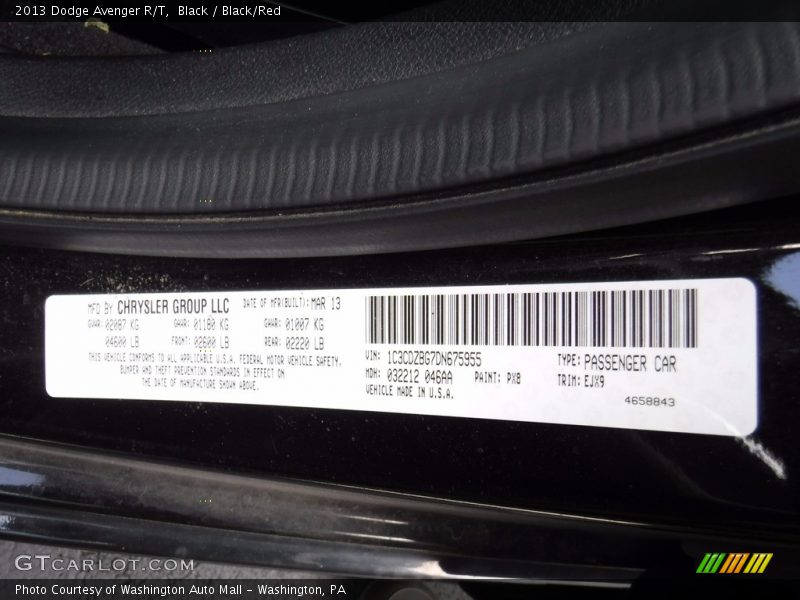 2013 Dodge Avenger R/T,  Black / Black/Red
MFD BY CHRYSLER GROUP LLC DATE OF MFR(BUILT): MAR 13
GVWR: 02087 KG GAWR: 01180 KG GAWR: 01007 KG
04600 LB FRONT: 02600 LB REAR: 02220 LB
THIS VEHICLE CONFORMS TO ALL APPLICABLE U.S.A. FEDERAL MOTOR VEHICLE SAFETY,
BUMPER AND THEFT PREVENTION STANDARDS IN EFFECT ON
THE DATE OF MANUFACTURE SHOWN ABOVE.
VIN: 1C3CDZBG7DN675955 TYPE: PASSENGER CAR
MDH: 032212 046AA PAINT: PX8 TRIM: EJX9
VEHICLE MADE IN U.S.A.
4658843
GTCARLOT.COM
Photo Courtesy of Washington Auto Mall - Washington, PA